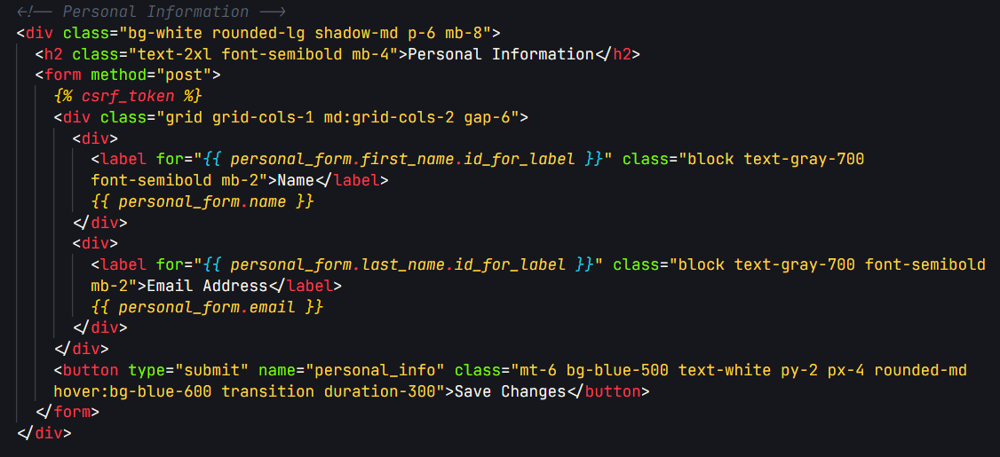 <!-- Personal Information -->
<div class="bg-white rounded-lg shadow-md p-6 mb-8">
<h2 class="text-2xl font-semibold mb-4">Personal Information</h2>
<form method="post">
{% csrf_token %}
<div class="grid grid-cols-1 md:grid-cols-2 gap-6">
<div>
<label for="{{ personal_form.first_name.id_for_label }}" class="block text-gray-700
font-semibold mb-2">Name</label>
{{ personal_form.name }}
</div>
<div>
<label for="{{ personal_form.last_name.id_for_label }}" class="block text-gray-700 font-semibold
mb-2">Email Address</label>
{{ personal_form.email }}
</div>
</div>
<button type="submit" name="personal_info" class="mt-6 bg-blue-500 text-white py-2 px-4 rounded-md
hover:bg-blue-600 transition duration-300">Save Changes</button>
</form>
</div>